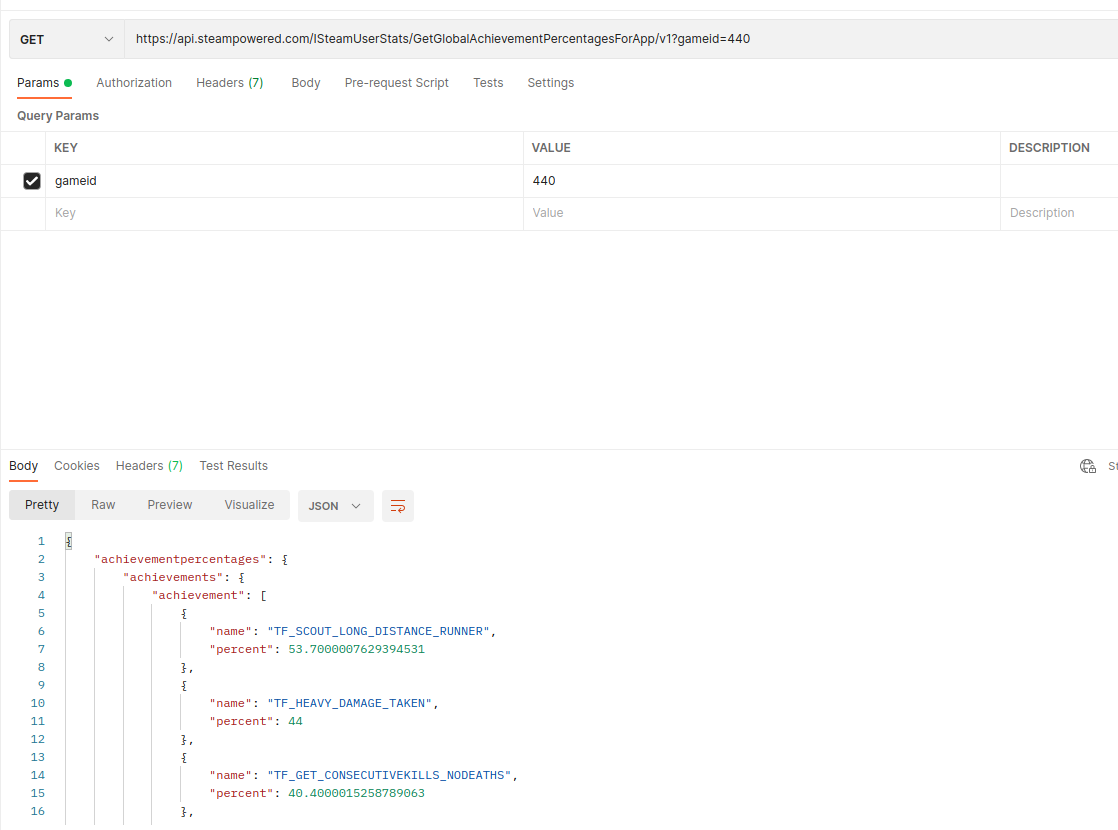 GET https://api.steampowered.com/ISteamUserStats/GetGlobalAchievementPercentagesForApp/v1?gameid=440
Params Authorization Headers (7) Body Pre-request Script Tests Settings
Query Params
KEY VALUE DESCRIPTION
gameid 440
Key Value Description
Body Cookies Headers (7) Test Results
Pretty Raw Preview Visualize JSON
1 {
2 "achievementpercentages": {
3 "achievements": {
4 "achievement": [
5 {
6 "name": "TF_SCOUT_LONG_DISTANCE_RUNNER",
7 "percent": 53.7000007629394531
8 },
9 {
10 "name": "TF_HEAVY_DAMAGE_TAKEN",
11 "percent": 44
12 },
13 {
14 "name": "TF_GET_CONSECUTIVEKILLS_NODEATHS",
15 "percent": 40.4000015258789063
16 },